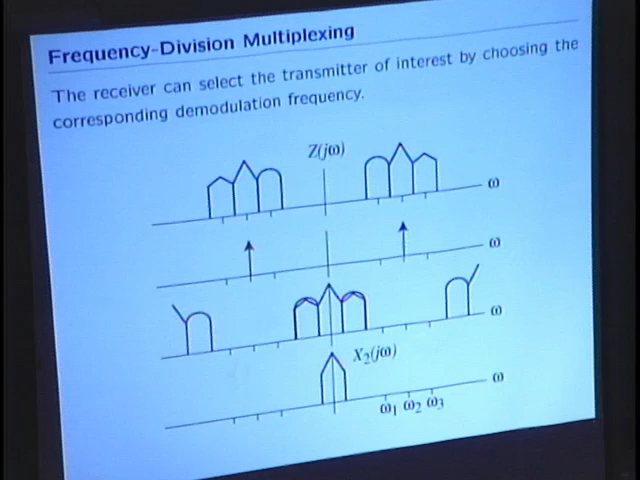 Frequency-Division Multiplexing
The receiver can select the transmitter of interest by choosing the
corresponding demodulation frequency.
Z(jω)
ω
ω
ω
X₂(jω)
ω
ω₁ ω₂ ω₃